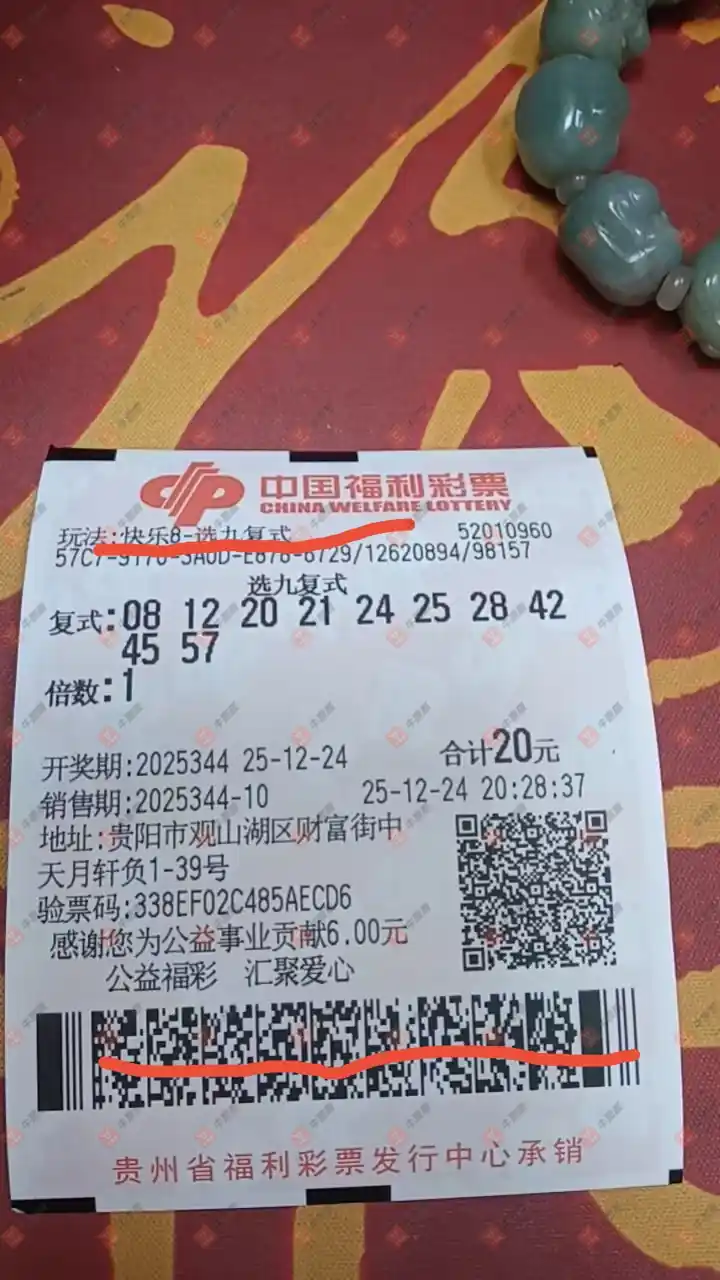 中国福利彩票
CHINA WELFARE LOTTERY
玩法:快乐8-选九复式 52010960
/12620894/98157
选九复式
复式:08 12 20 21 24 25 28 42
45 57
倍数:1
开奖期:2025344 25-12-24 合计20元
销售期:2025344-10 25-12-24 20:28:37
地址:贵阳市观山湖区财富街中
天月轩负1-39号
验票码:338EF02C485AECD6
感谢您为公益事业贡献6.00元
公益福彩 汇聚爱心
贵州省福利彩票发行中心承销